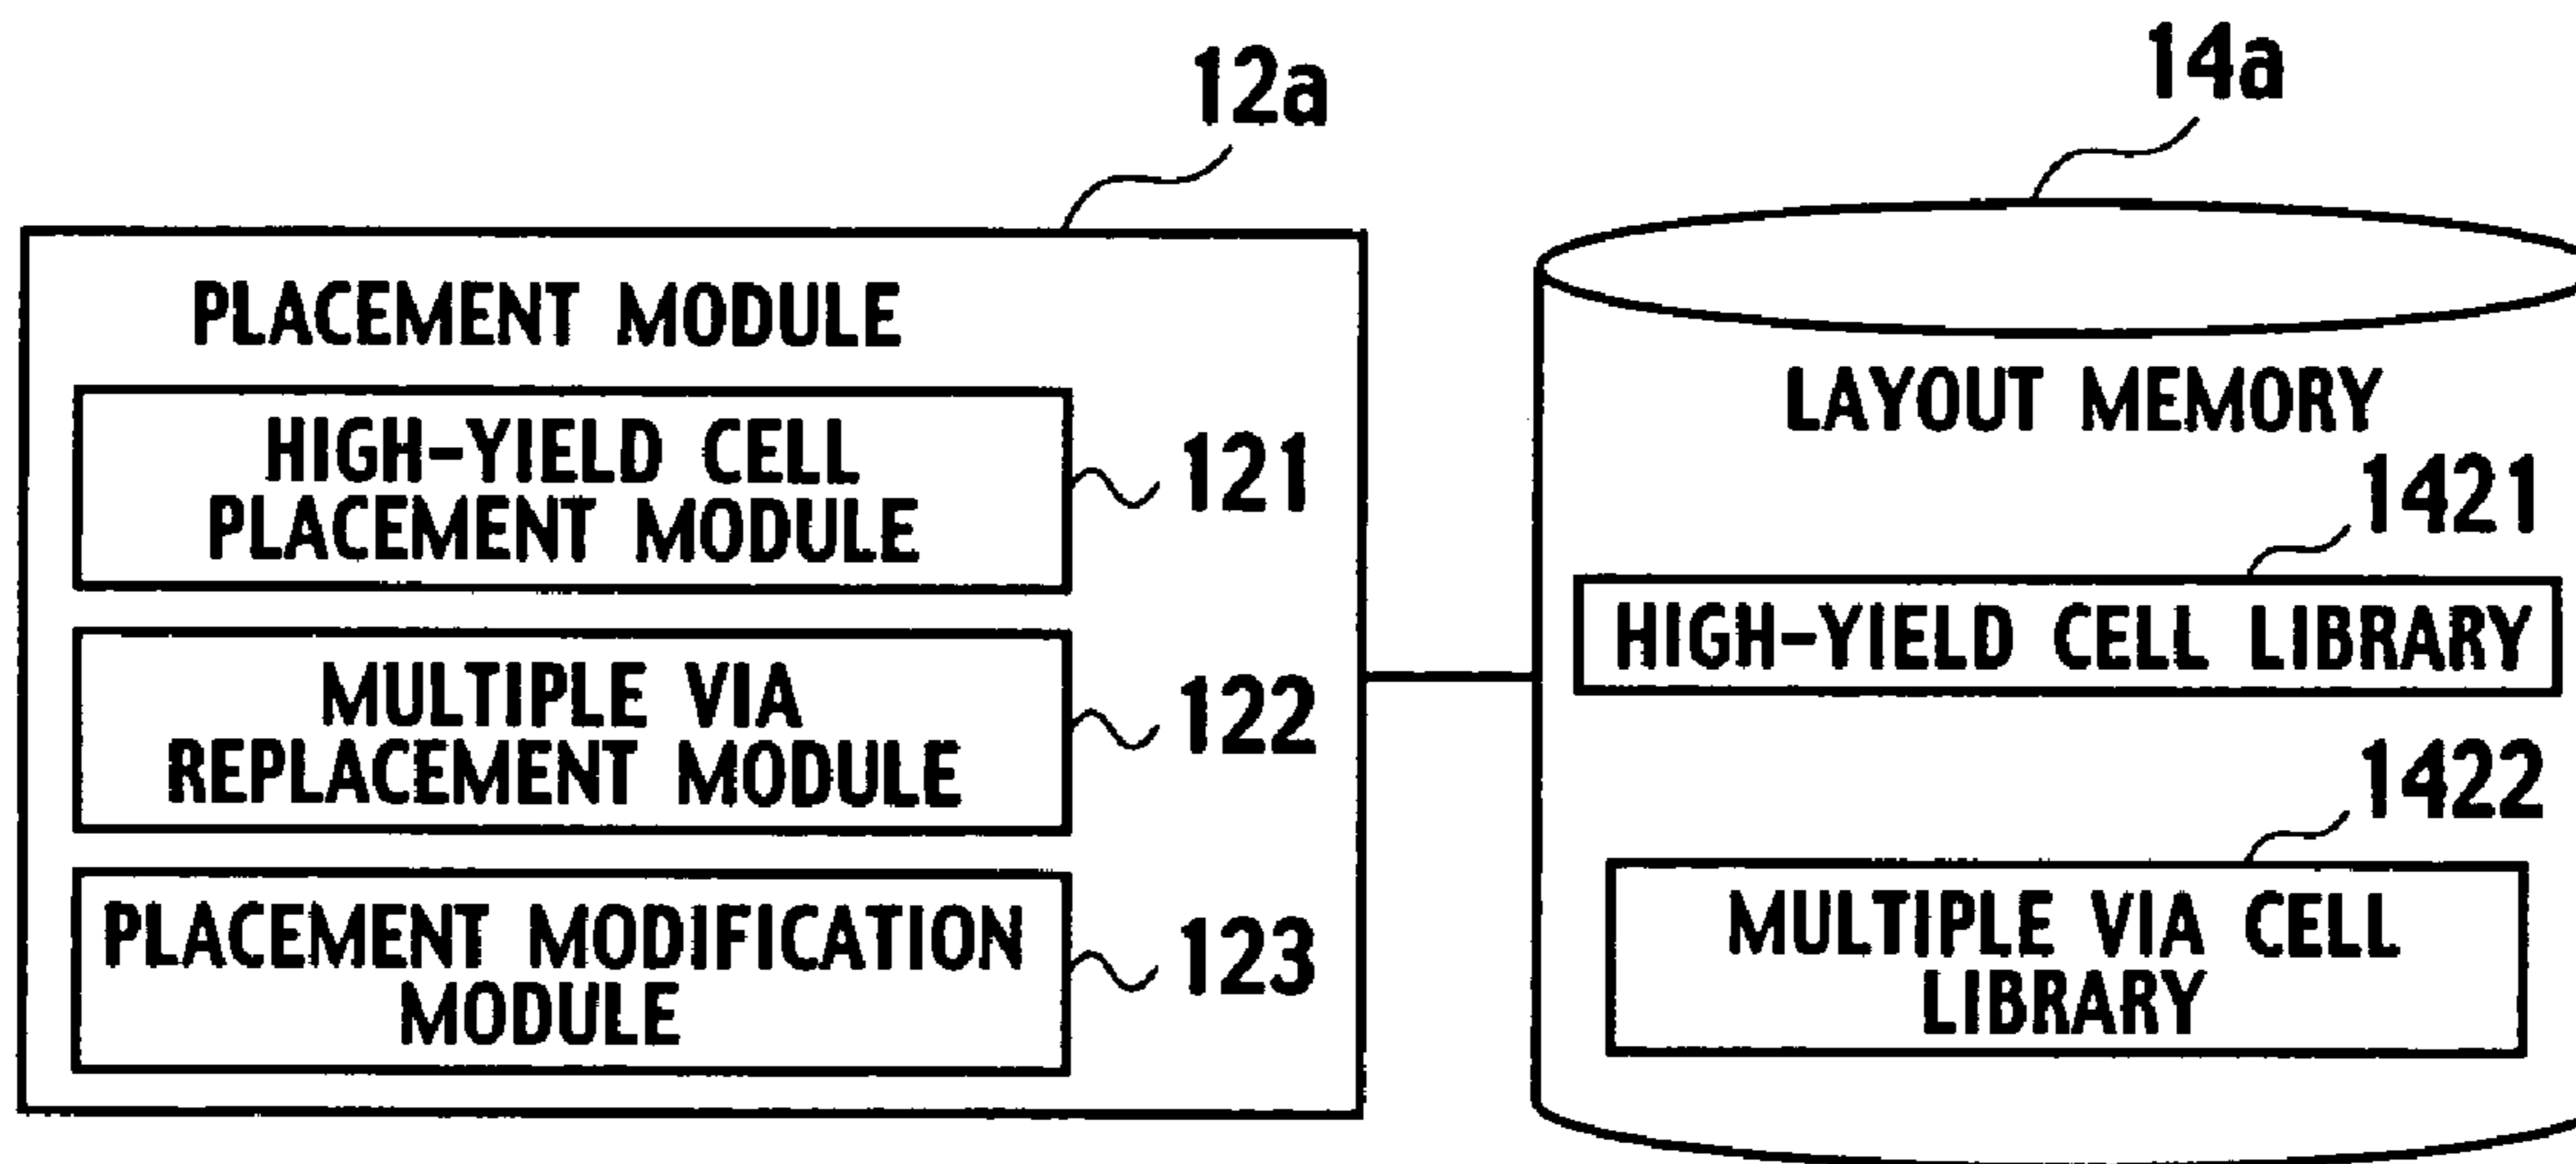 12a
PLACEMENT MODULE
HIGH-YIELD CELL
PLACEMENT MODULE
121
MULTIPLE VIA
REPLACEMENT MODULE
122
PLACEMENT MODIFICATION
MODULE
123
14a
LAYOUT MEMORY
1421
HIGH-YIELD CELL LIBRARY
1422
MULTIPLE VIA CELL
LIBRARY